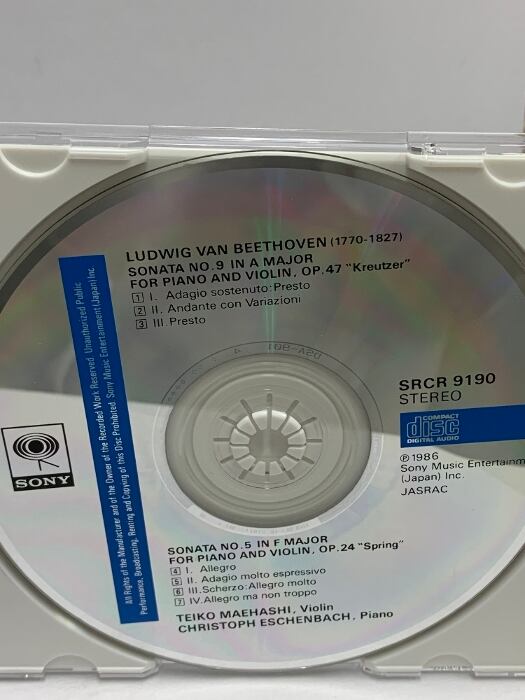 LUDWIG VAN BEETHOVEN (1770-1827)
SONATA NO.9 IN A MAJOR
FOR PIANO AND VIOLIN, OP.47 "Kreutzer"
1 I. Adagio sostenuto:Presto
2 II. Andante con Variazioni
3 III. Presto
All Rights of the Manufacturer and of the Owner of the Recorded Work Reserved. Unauthorized Public
Performance, Broadcasting, Renting and Copying of this Disc Prohibited. Sony Music Entertainment (Japan) Inc.
SONY
SRCR 9190
STEREO
COMPACT
disc
DIGITAL AUDIO
℗1986
Sony Music Entertainm
(Japan) Inc.
JASRAC
SONATA NO.5 IN F MAJOR
FOR PIANO AND VIOLIN, OP.24 "Spring"
4 I. Allegro
5 II. Adagio molto espressivo
6 III. Scherzo:Allegro molto
7 IV. Allegro ma non troppo
TEIKO MAEHASHI, Violin
CHRISTOPH ESCHENBACH, Piano